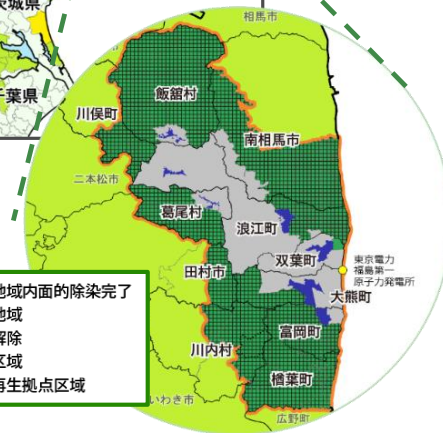 茨城県
千葉県
相馬市
飯舘村
川俣町
南相馬市
二本松市
葛尾村
浪江町
双葉町
東京電力
福島第一
原子力発電所
田村市
大熊町
富岡町
川内村
楢葉町
いわき市
広野町
地域内面的除染完了
地域
解除
区域
再生拠点区域